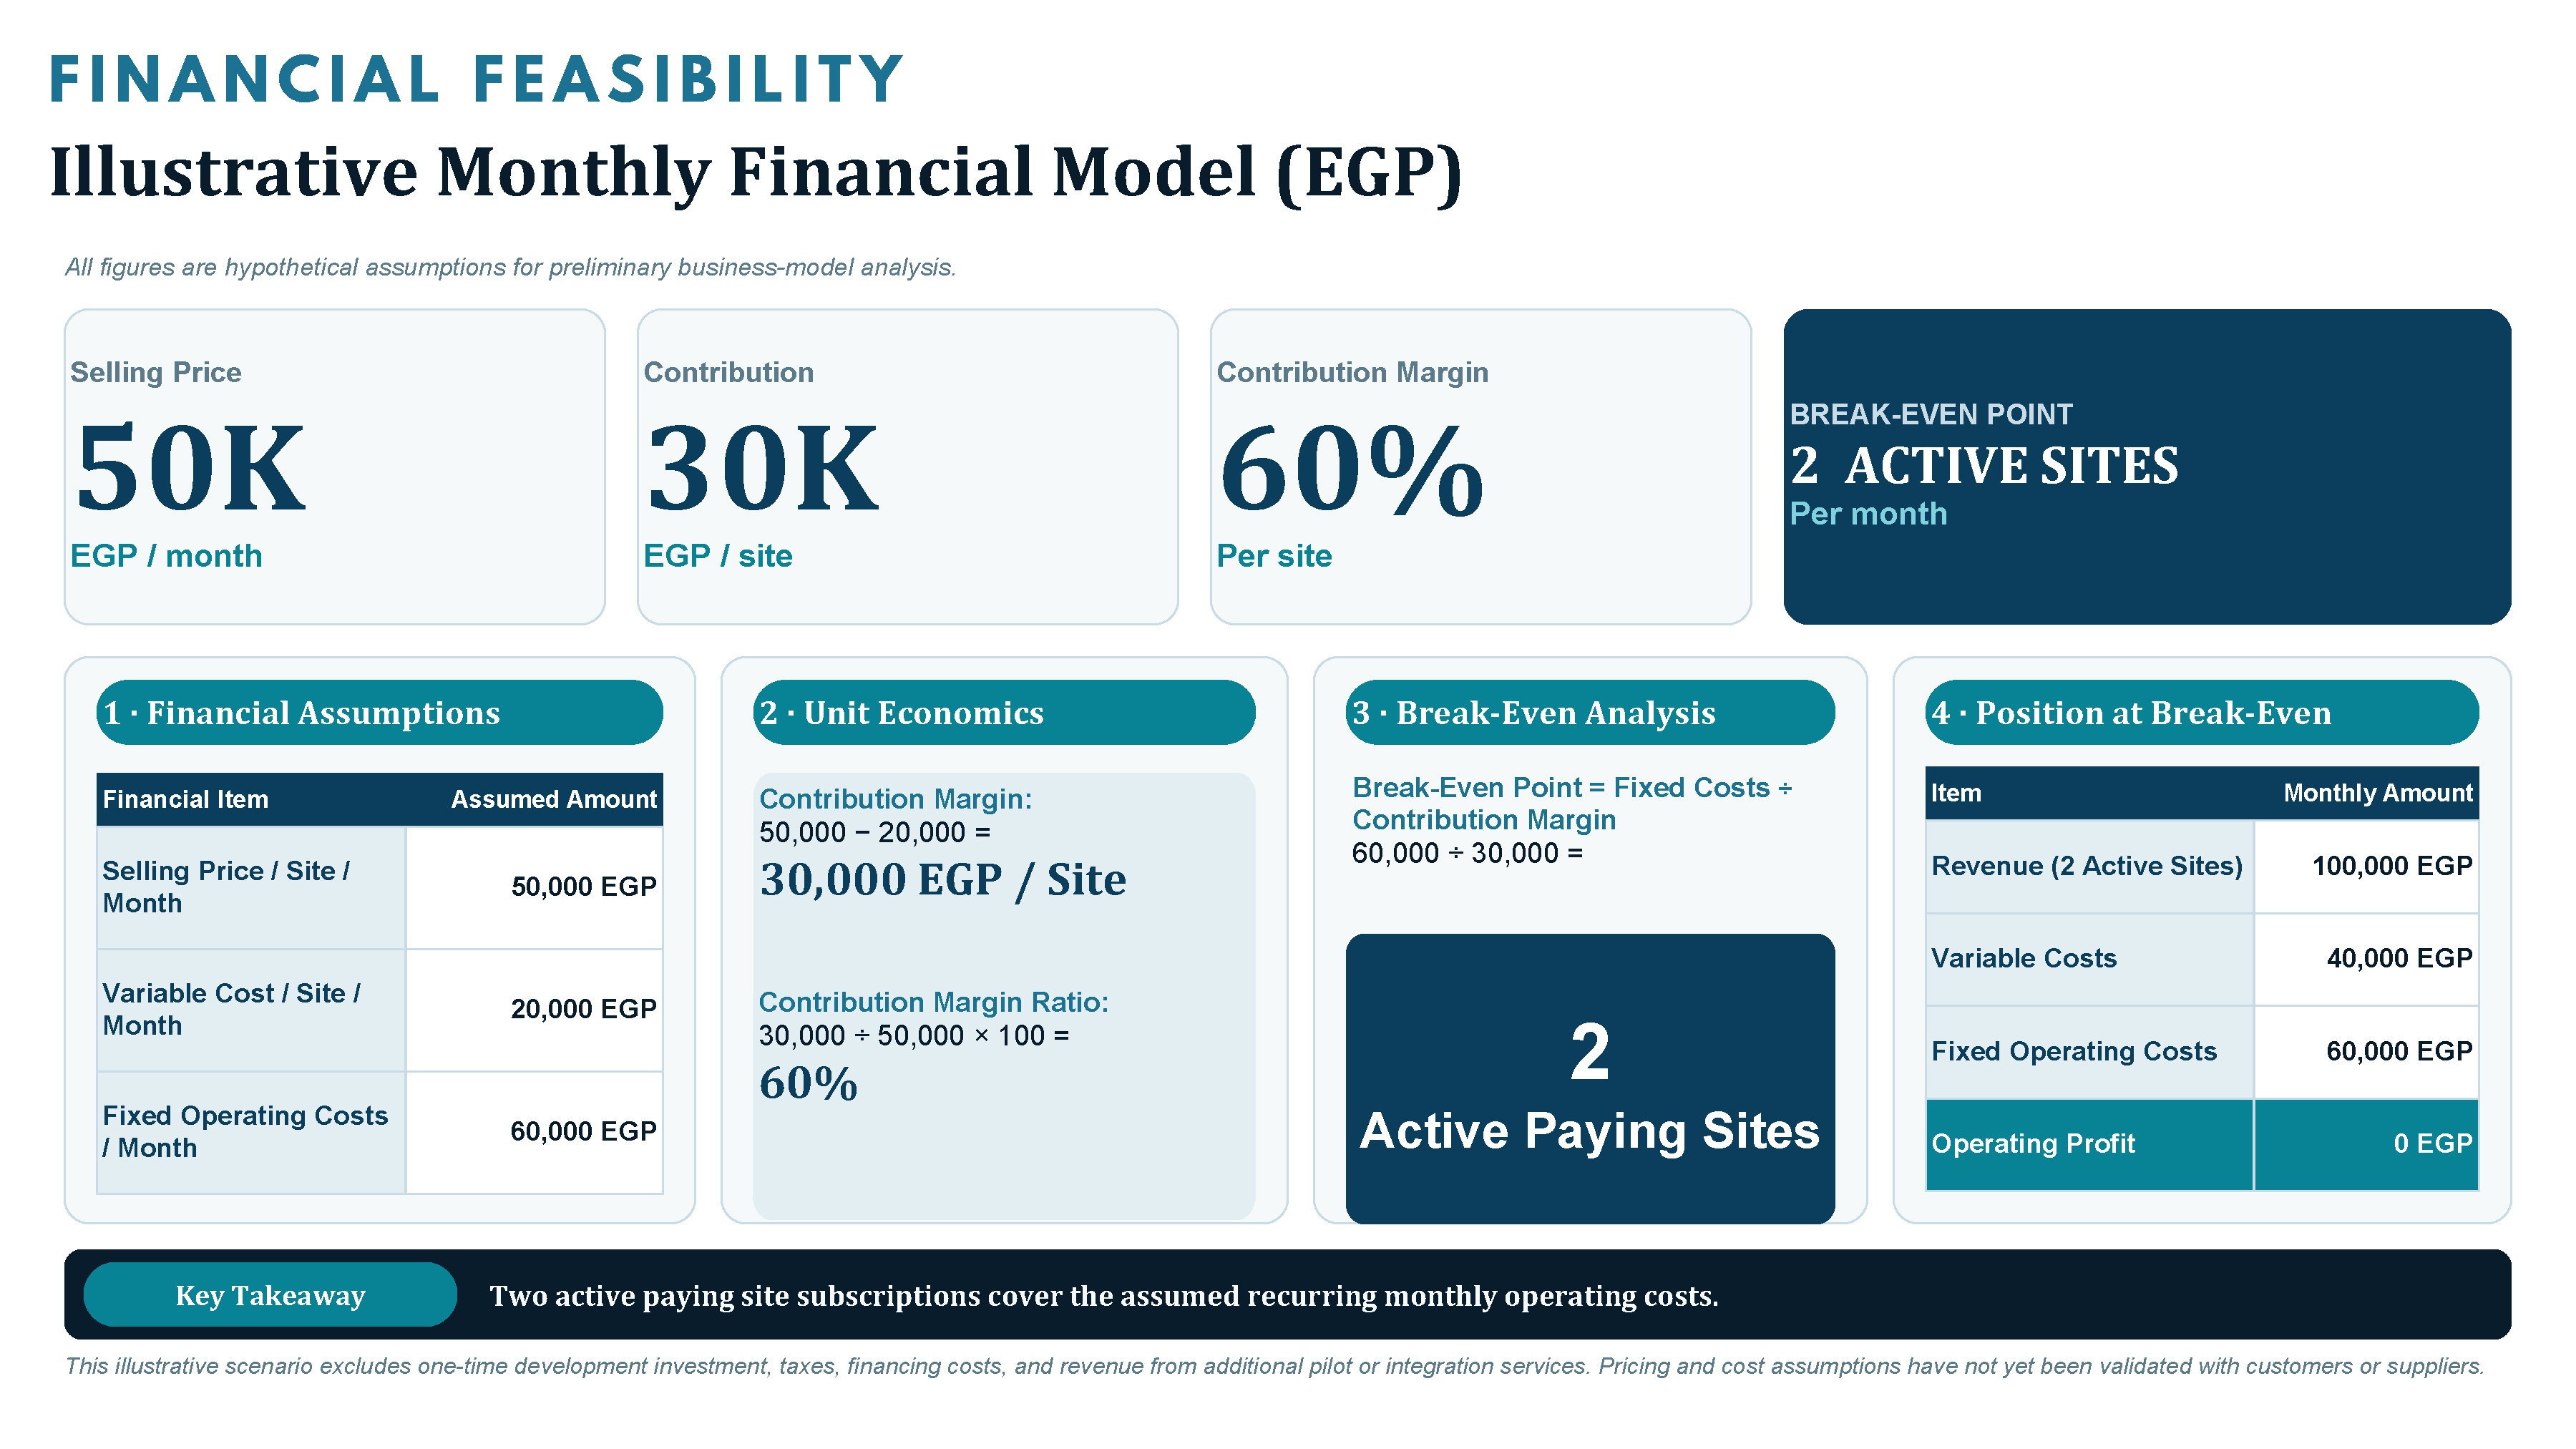 FINANCIAL FEASIBILITY
Illustrative Monthly Financial Model (EGP)
All figures are hypothetical assumptions for preliminary business-model analysis.
Selling Price
50K
EGP / month
Contribution
30K
EGP / site
Contribution Margin
60%
Per site
BREAK-EVEN POINT
2 ACTIVE SITES
Per month
1 · Financial Assumptions
Financial Item Assumed Amount
Selling Price / Site /
Month
50,000 EGP
Variable Cost / Site /
Month
20,000 EGP
Fixed Operating Costs
/ Month
60,000 EGP
2 · Unit Economics
Contribution Margin:
50,000 − 20,000 =
30,000 EGP / Site
Contribution Margin Ratio:
30,000 ÷ 50,000 × 100 =
60%
3 · Break-Even Analysis
Break-Even Point = Fixed Costs ÷
Contribution Margin
60,000 ÷ 30,000 =
2
Active Paying Sites
4 · Position at Break-Even
Item Monthly Amount
Revenue (2 Active Sites) 100,000 EGP
Variable Costs 40,000 EGP
Fixed Operating Costs 60,000 EGP
Operating Profit 0 EGP
Key Takeaway
Two active paying site subscriptions cover the assumed recurring monthly operating costs.
This illustrative scenario excludes one-time development investment, taxes, financing costs, and revenue from additional pilot or integration services. Pricing and cost assumptions have not yet been validated with customers or suppliers.